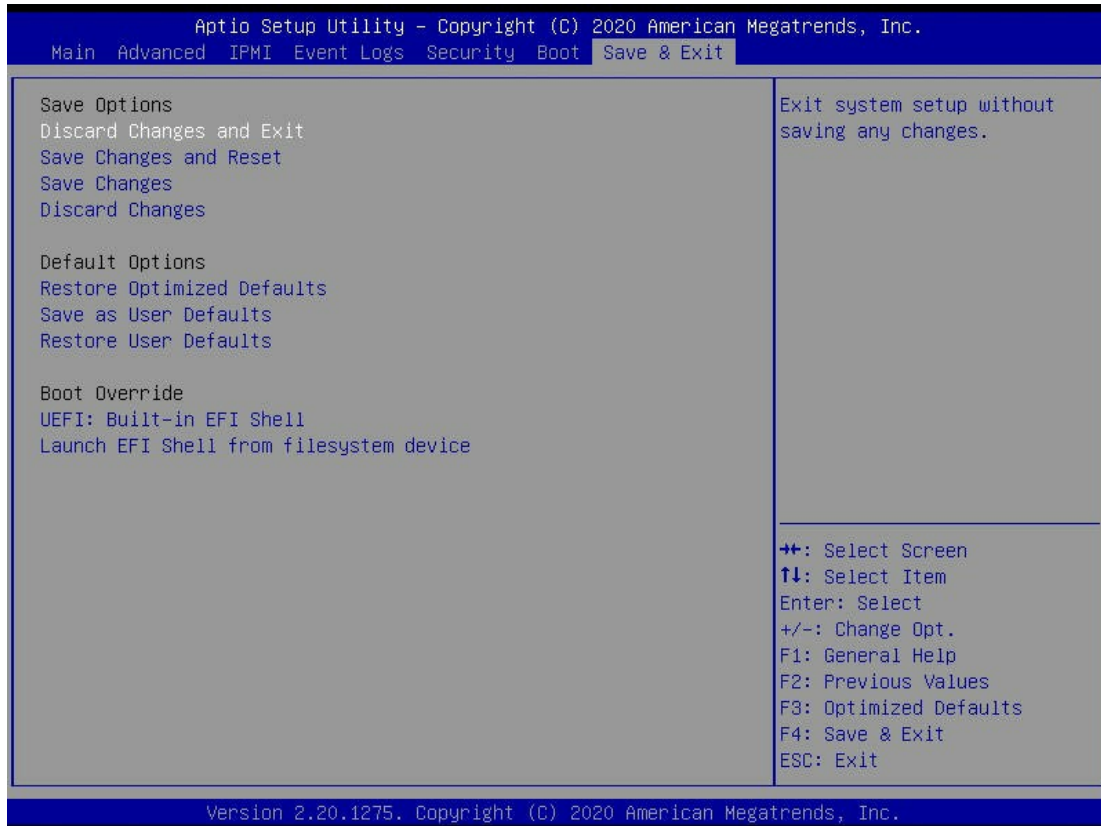 Aptio Setup Utility – Copyright (C) 2020 American Megatrends, Inc.
Main Advanced IPMI Event Logs Security Boot Save & Exit
Save Options
Discard Changes and Exit
Save Changes and Reset
Save Changes
Discard Changes
Default Options
Restore Optimized Defaults
Save as User Defaults
Restore User Defaults
Boot Override
UEFI: Built-in EFI Shell
Launch EFI Shell from filesystem device
Exit system setup without
saving any changes.
→←: Select Screen
↑↓: Select Item
Enter: Select
+/-: Change Opt.
F1: General Help
F2: Previous Values
F3: Optimized Defaults
F4: Save & Exit
ESC: Exit
Version 2.20.1275. Copyright (C) 2020 American Megatrends, Inc.